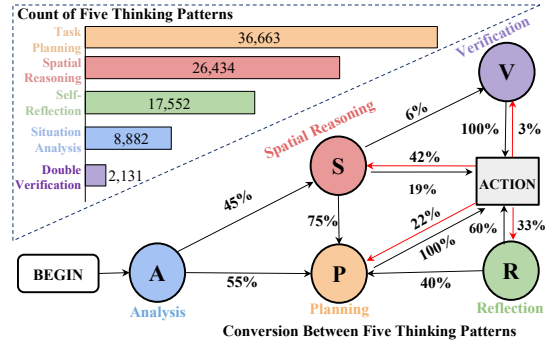 Count of Five Thinking Patterns
Task
Planning
36,663
Spatial
Reasoning
26,434
Self-
Reflection
17,552
Situation
Analysis
8,882
Double
Verification
2,131
Verification
V
6%
100%
3%
Spatial Reasoning
S
42%
19%
ACTION
45%
75%
22%
100%
60%
33%
BEGIN
A
55%
P
40%
R
Analysis
Planning
Reflection
Conversion Between Five Thinking Patterns